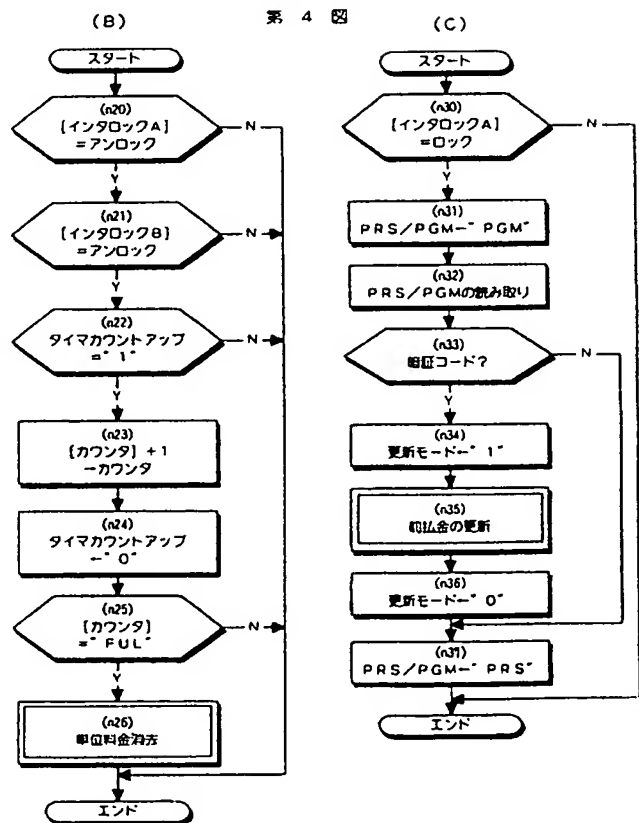 第 4 図
(B)
スタート
(n20)
[インタロックA]
=アンロック
N
Y
(n21)
[インタロックB]
=アンロック
N
Y
(n22)
タイマカウントアップ
="1"
N
Y
(n23)
[カウンタ]+1
→カウンタ
(n24)
タイマカウントアップ
←"0"
(n25)
[カウンタ]
="FUL"
N
Y
(n26)
単位料金消去
エンド
(C)
スタート
(n30)
[インタロックA]
=ロック
N
Y
(n31)
PRS/PGM←"PGM"
(n32)
PRS/PGMの読み取り
(n33)
暗証コード?
N
Y
(n34)
更新モード←"1"
(n35)
前払金の更新
(n36)
更新モード←"0"
(n37)
PRS/PGM←"PRS"
エンド